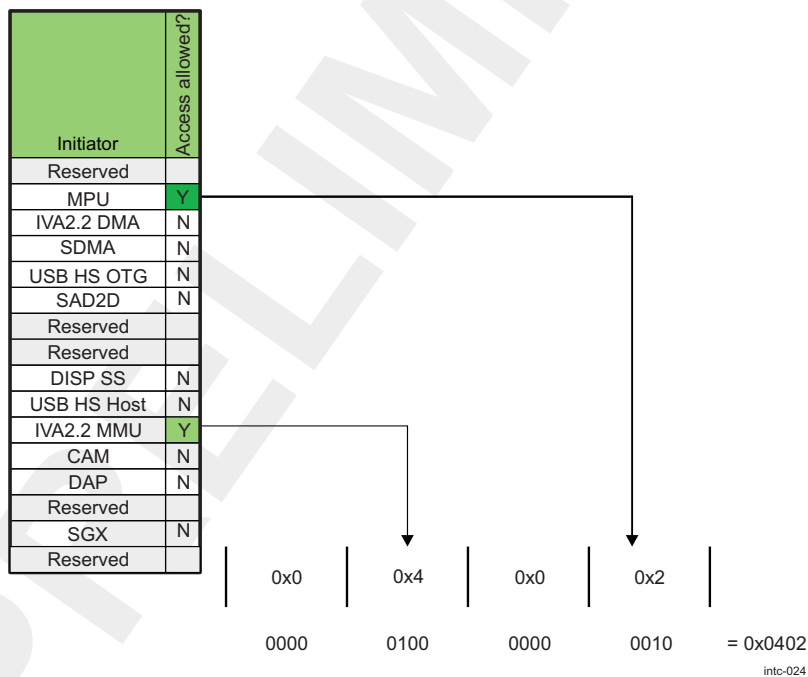 Initiator Access allowed?
Reserved
MPU Y
IVA2.2 DMA N
SDMA N
USB HS OTG N
SAD2D N
Reserved
Reserved
DISP SS N
USB HS Host N
IVA2.2 MMU Y
CAM N
DAP N
Reserved
SGX N
Reserved
0x0 0x4 0x0 0x2
0000 0100 0000 0010 = 0x0402
intc-024
PRELIM